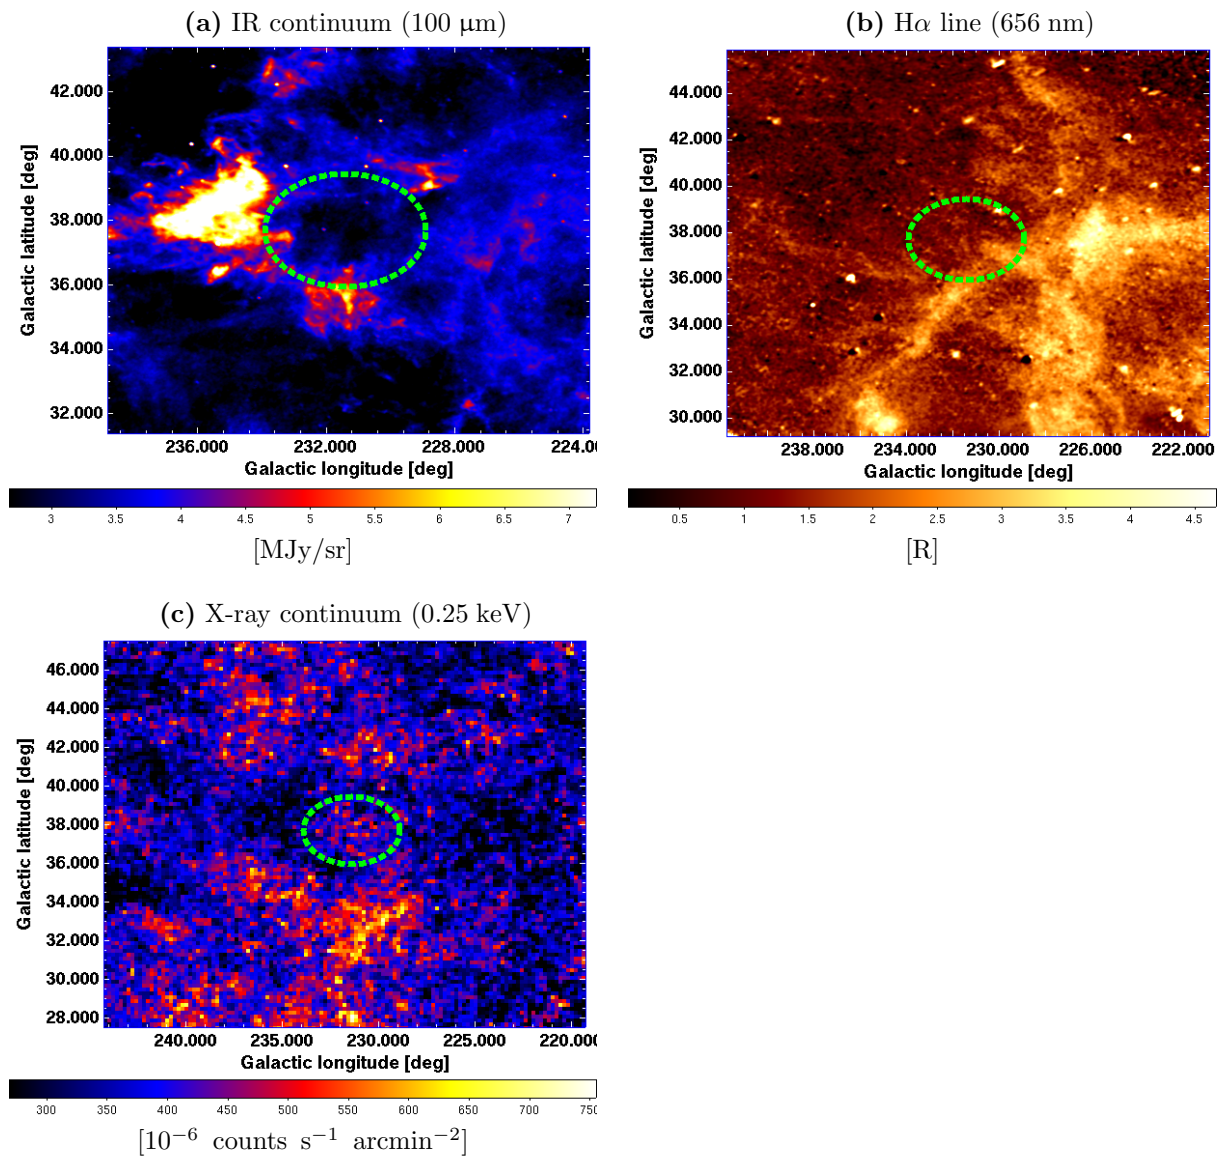 (a) IR continuum (100 μm)
42.000
40.000
38.000
36.000
34.000
32.000
Galactic latitude [deg]
236.000 232.000 228.000 224.0
Galactic longitude [deg]
3 3.5 4 4.5 5 5.5 6 6.5 7
[MJy/sr]
(b) Hα line (656 nm)
44.000
42.000
40.000
38.000
36.000
34.000
32.000
30.000
Galactic latitude [deg]
238.000 234.000 230.000 226.000 222.000
Galactic longitude [deg]
0.5 1 1.5 2 2.5 3 3.5 4 4.5
[R]
(c) X-ray continuum (0.25 keV)
46.000
44.000
42.000
40.000
38.000
36.000
34.000
32.000
30.000
28.000
Galactic latitude [deg]
240.000 235.000 230.000 225.000 220.000
Galactic longitude [deg]
300 350 400 450 500 550 600 650 700 750
[10⁻⁶ counts s⁻¹ arcmin⁻²]